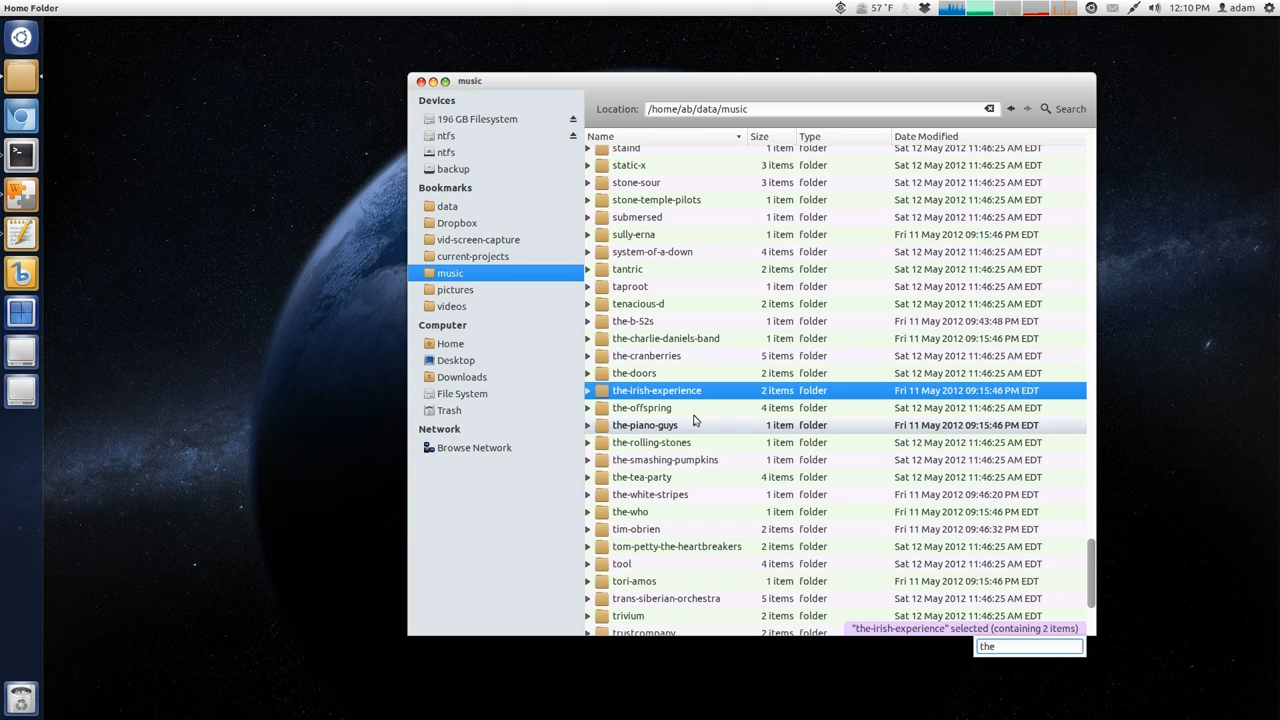 Home Folder
57 °F
12:10 PM
adam
music
Devices
196 GB Filesystem
ntfs
ntfs
backup
Bookmarks
data
Dropbox
vid-screen-capture
current-projects
music
pictures
videos
Computer
Home
Desktop
Downloads
File System
Trash
Network
Browse Network
Location: /home/ab/data/music Search
Name Size Type Date Modified
staind 1 item folder Sat 12 May 2012 11:46:25 AM EDT
static-x 3 items folder Sat 12 May 2012 11:46:25 AM EDT
stone-sour 3 items folder Sat 12 May 2012 11:46:25 AM EDT
stone-temple-pilots 1 item folder Sat 12 May 2012 11:46:25 AM EDT
submersed 1 item folder Sat 12 May 2012 11:46:25 AM EDT
sully-erna 1 item folder Fri 11 May 2012 09:15:46 PM EDT
system-of-a-down 4 items folder Sat 12 May 2012 11:46:25 AM EDT
tantric 2 items folder Sat 12 May 2012 11:46:25 AM EDT
taproot 1 item folder Sat 12 May 2012 11:46:25 AM EDT
tenacious-d 2 items folder Sat 12 May 2012 11:46:25 AM EDT
the-b-52s 1 item folder Fri 11 May 2012 09:43:48 PM EDT
the-charlie-daniels-band 1 item folder Sat 12 May 2012 11:46:25 AM EDT
the-cranberries 5 items folder Sat 12 May 2012 11:46:25 AM EDT
the-doors 2 items folder Sat 12 May 2012 11:46:25 AM EDT
the-irish-experience 2 items folder Fri 11 May 2012 09:15:46 PM EDT
the-offspring 4 items folder Sat 12 May 2012 11:46:25 AM EDT
the-piano-guys 1 item folder Fri 11 May 2012 09:15:46 PM EDT
the-rolling-stones 1 item folder Sat 12 May 2012 11:46:25 AM EDT
the-smashing-pumpkins 1 item folder Sat 12 May 2012 11:46:25 AM EDT
the-tea-party 4 items folder Sat 12 May 2012 11:46:25 AM EDT
the-white-stripes 1 item folder Fri 11 May 2012 09:46:20 PM EDT
the-who 1 item folder Fri 11 May 2012 09:15:46 PM EDT
tim-obrien 2 items folder Fri 11 May 2012 09:46:32 PM EDT
tom-petty-the-heartbreakers 2 items folder Sat 12 May 2012 11:46:25 AM EDT
tool 4 items folder Sat 12 May 2012 11:46:25 AM EDT
tori-amos 1 item folder Fri 11 May 2012 09:15:46 PM EDT
trans-siberian-orchestra 5 items folder Sat 12 May 2012 11:46:25 AM EDT
trivium 2 items folder Sat 12 May 2012 11:46:25 AM EDT
trustcompany 2 items folder
"the-irish-experience" selected (containing 2 items)
the